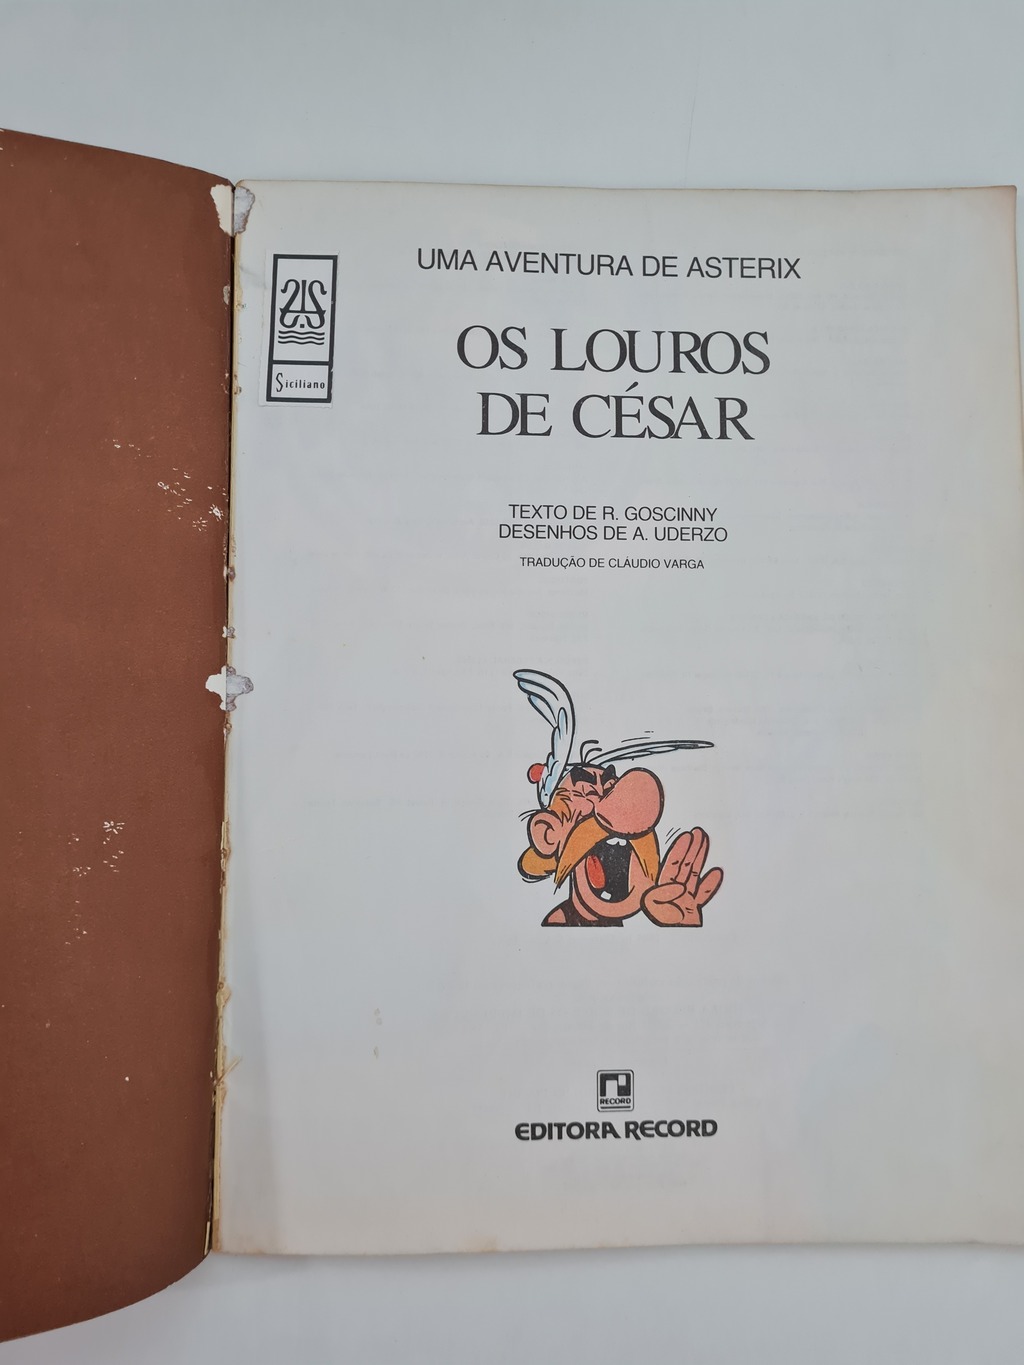 UMA AVENTURA DE ASTERIX
Siciliano
OS LOUROS
DE CÉSAR
TEXTO DE R. GOSCINNY
DESENHOS DE A. UDERZO
TRADUÇÃO DE CLÁUDIO VARGA
RECORD
EDITORA RECORD